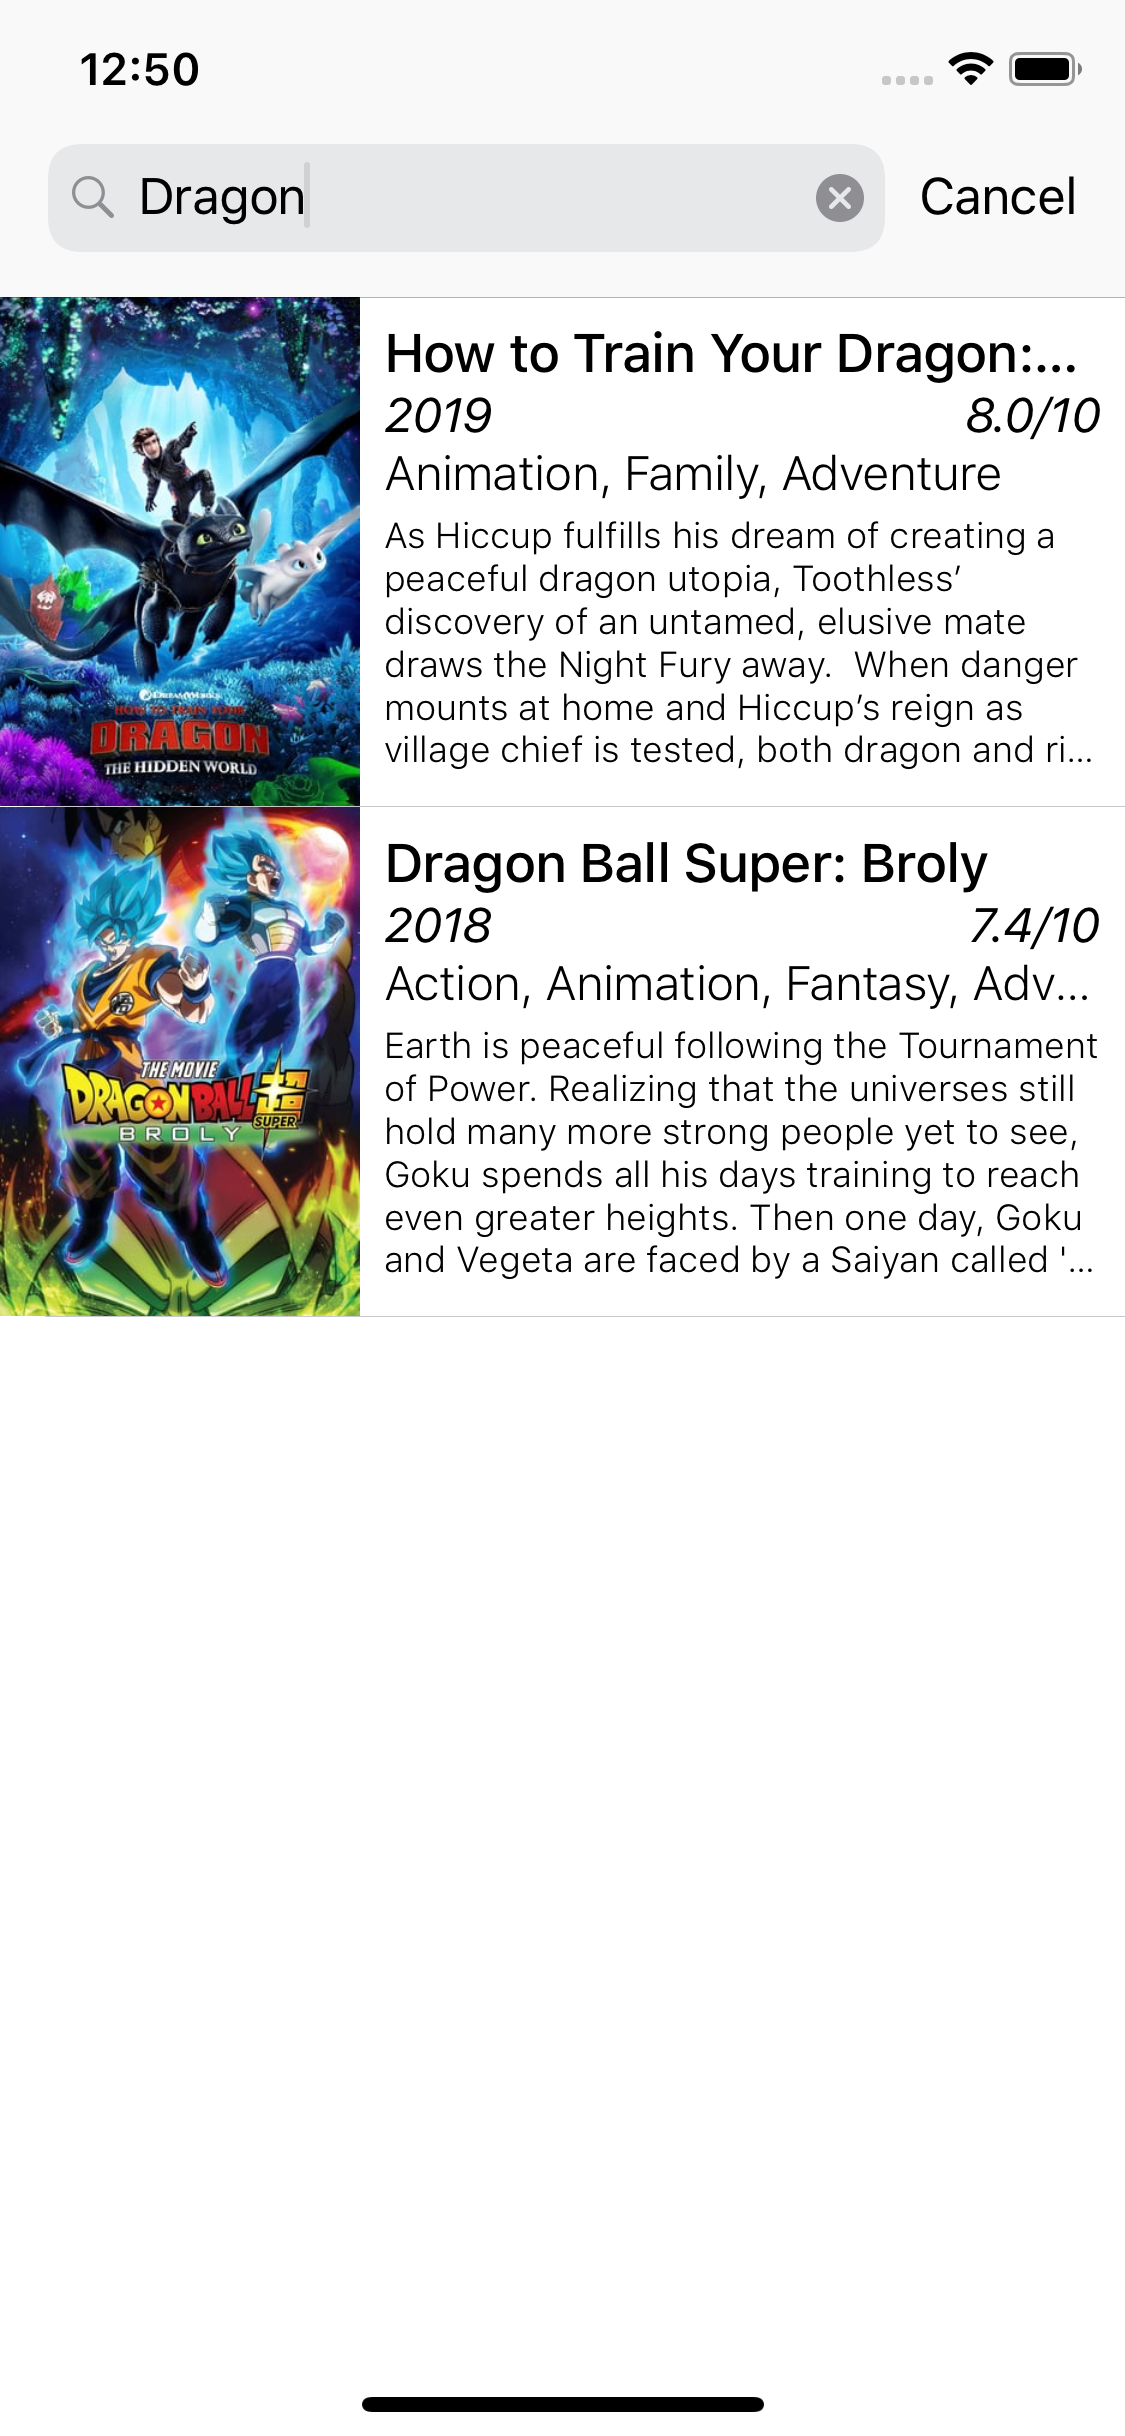 12:50
Dragon
Cancel
How to Train Your Dragon:...
2019 8.0/10
Animation, Family, Adventure
As Hiccup fulfills his dream of creating a
peaceful dragon utopia, Toothless’
discovery of an untamed, elusive mate
draws the Night Fury away.  When danger
mounts at home and Hiccup’s reign as
village chief is tested, both dragon and ri...
DREAMWORKS
HOW TO TRAIN YOUR
DRAGON
THE HIDDEN WORLD
Dragon Ball Super: Broly
2018 7.4/10
Action, Animation, Fantasy, Adv...
Earth is peaceful following the Tournament
of Power. Realizing that the universes still
hold many more strong people yet to see,
Goku spends all his days training to reach
even greater heights. Then one day, Goku
and Vegeta are faced by a Saiyan called '...
THE MOVIE
DRAGON BALL 超
SUPER
BROLY